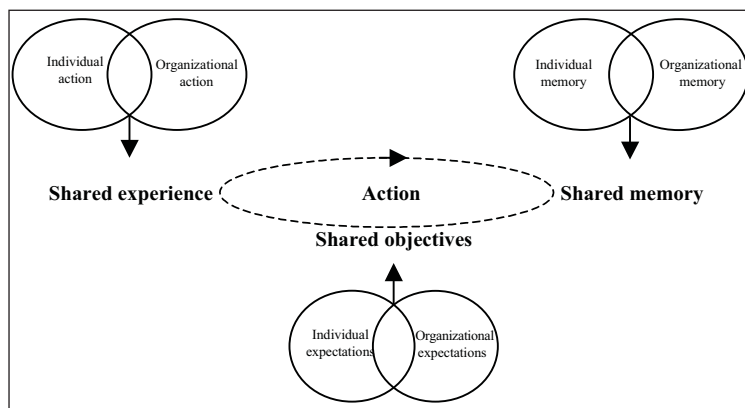 Individual
action
Organizational
action
Individual
memory
Organizational
memory
Shared experience
Action
Shared memory
Shared objectives
Individual
expectations
Organizational
expectations